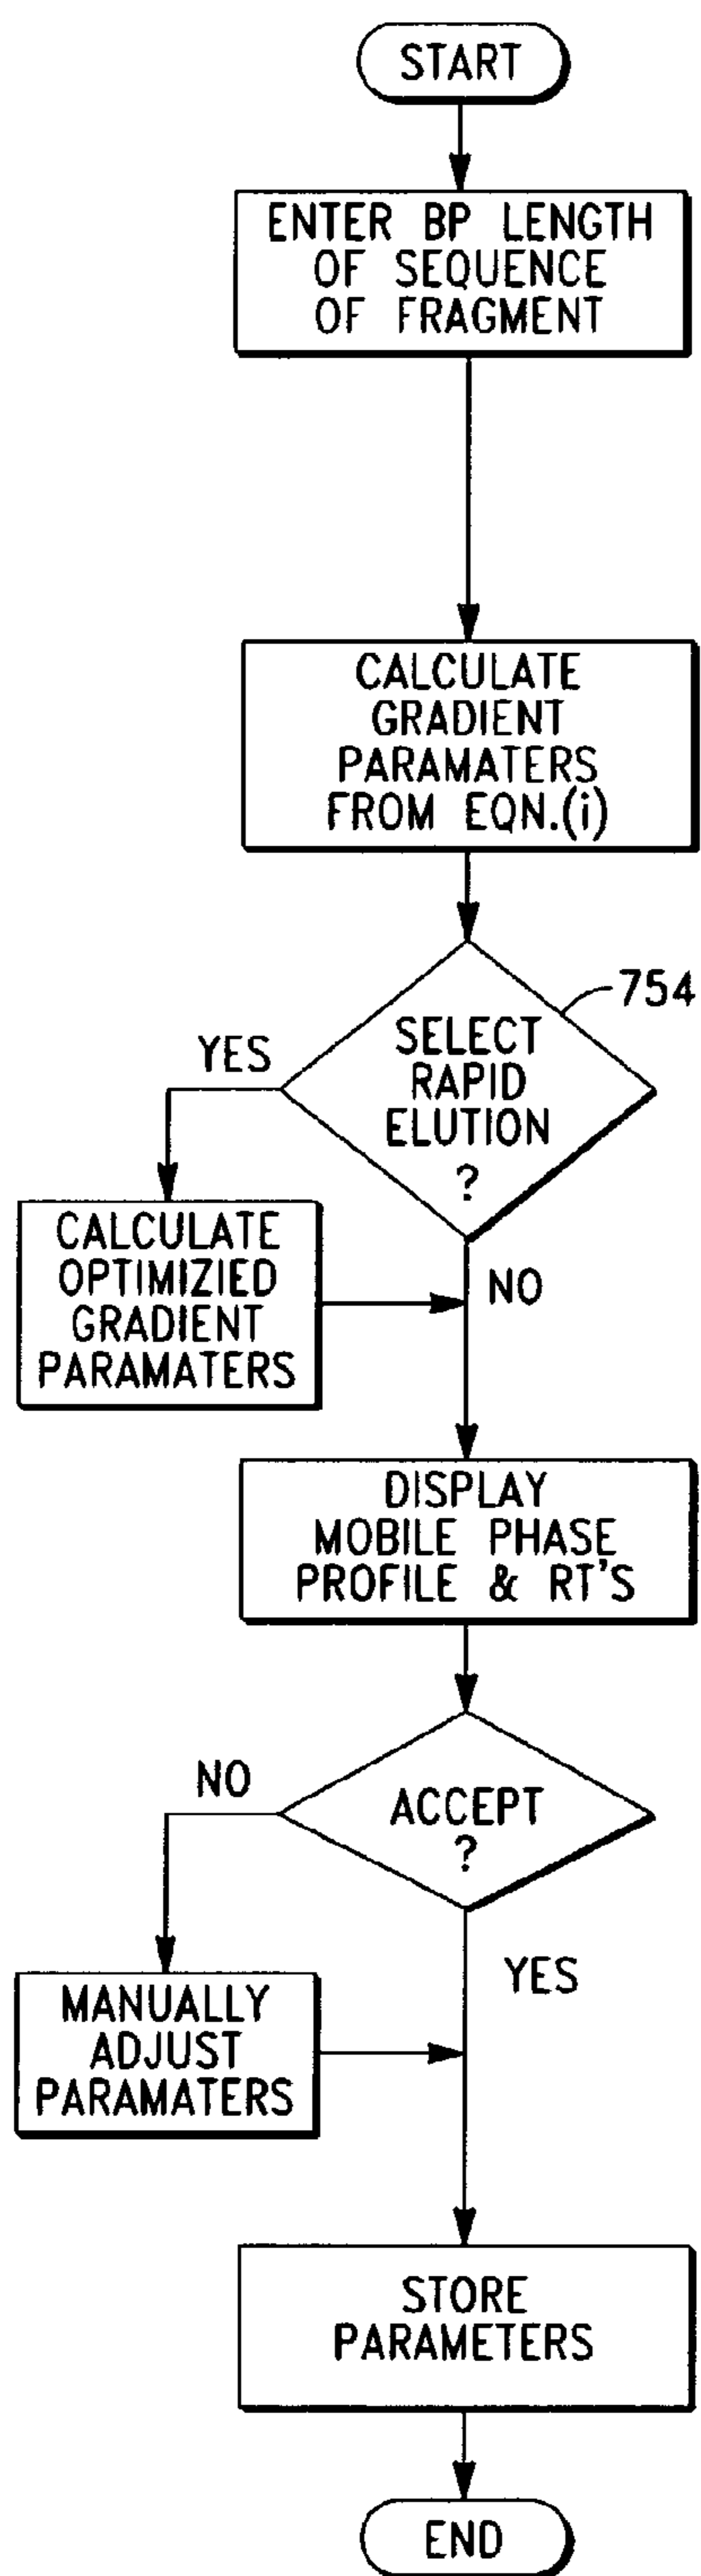 START
ENTER BP LENGTH
OF SEQUENCE
OF FRAGMENT
CALCULATE
GRADIENT
PARAMATERS
FROM EQN.(i)
754
SELECT
RAPID
ELUTION
?
YES
NO
CALCULATE
OPTIMIZIED
GRADIENT
PARAMATERS
DISPLAY
MOBILE PHASE
PROFILE & RT'S
ACCEPT
?
NO
YES
MANUALLY
ADJUST
PARAMATERS
STORE
PARAMETERS
END